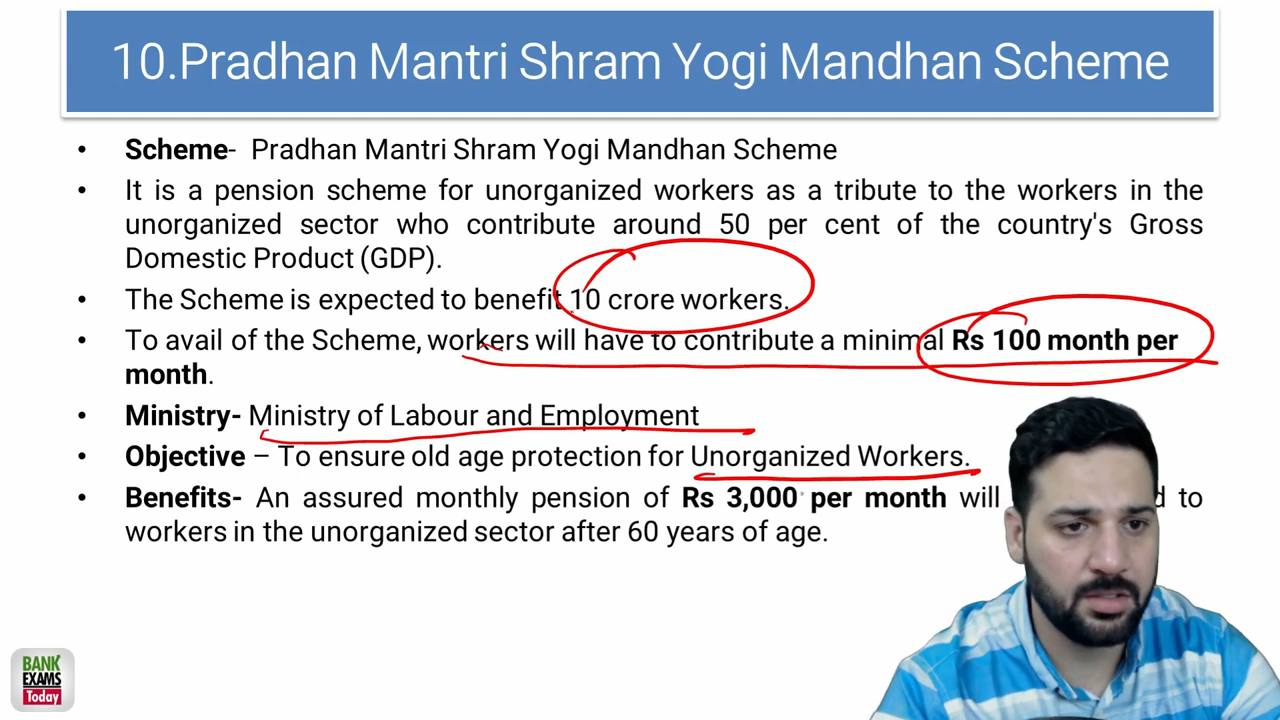 10.Pradhan Mantri Shram Yogi Mandhan Scheme
• Scheme- Pradhan Mantri Shram Yogi Mandhan Scheme
• It is a pension scheme for unorganized workers as a tribute to the workers in the
unorganized sector who contribute around 50 per cent of the country's Gross
Domestic Product (GDP).
• The Scheme is expected to benefit 10 crore workers.
• To avail of the Scheme, workers will have to contribute a minimal Rs 100 month per
month.
• Ministry- Ministry of Labour and Employment
• Objective – To ensure old age protection for Unorganized Workers.
• Benefits- An assured monthly pension of Rs 3,000 per month will to
workers in the unorganized sector after 60 years of age.
BANK
EXAMS
Today